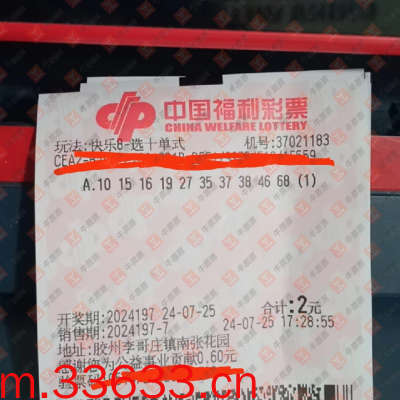 中国福利彩票
CHINA WELFARE LOTTERY
玩法:快乐8-选十单式 机号:37021183
A.10 15 16 19 27 35 37 38 46 68 (1)
开奖期:2024197 24-07-25 合计:2元
销售期:2024197-7 24-07-25 17:28:55
地址:胶州李哥庄镇南张花园
感谢您为公益事业贡献0.60元
m.33633.cn